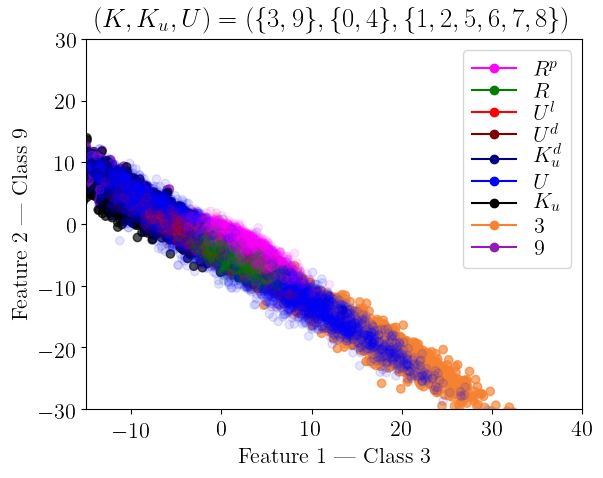 (K, K_u, U) = ({3, 9}, {0, 4}, {1, 2, 5, 6, 7, 8})
30
20
10
0
−10
−20
−30
Feature 2 — Class 9
R^p
R
U^l
U^d
K_u^d
U
K_u
3
9
−10
0
10
20
30
40
Feature 1 — Class 3